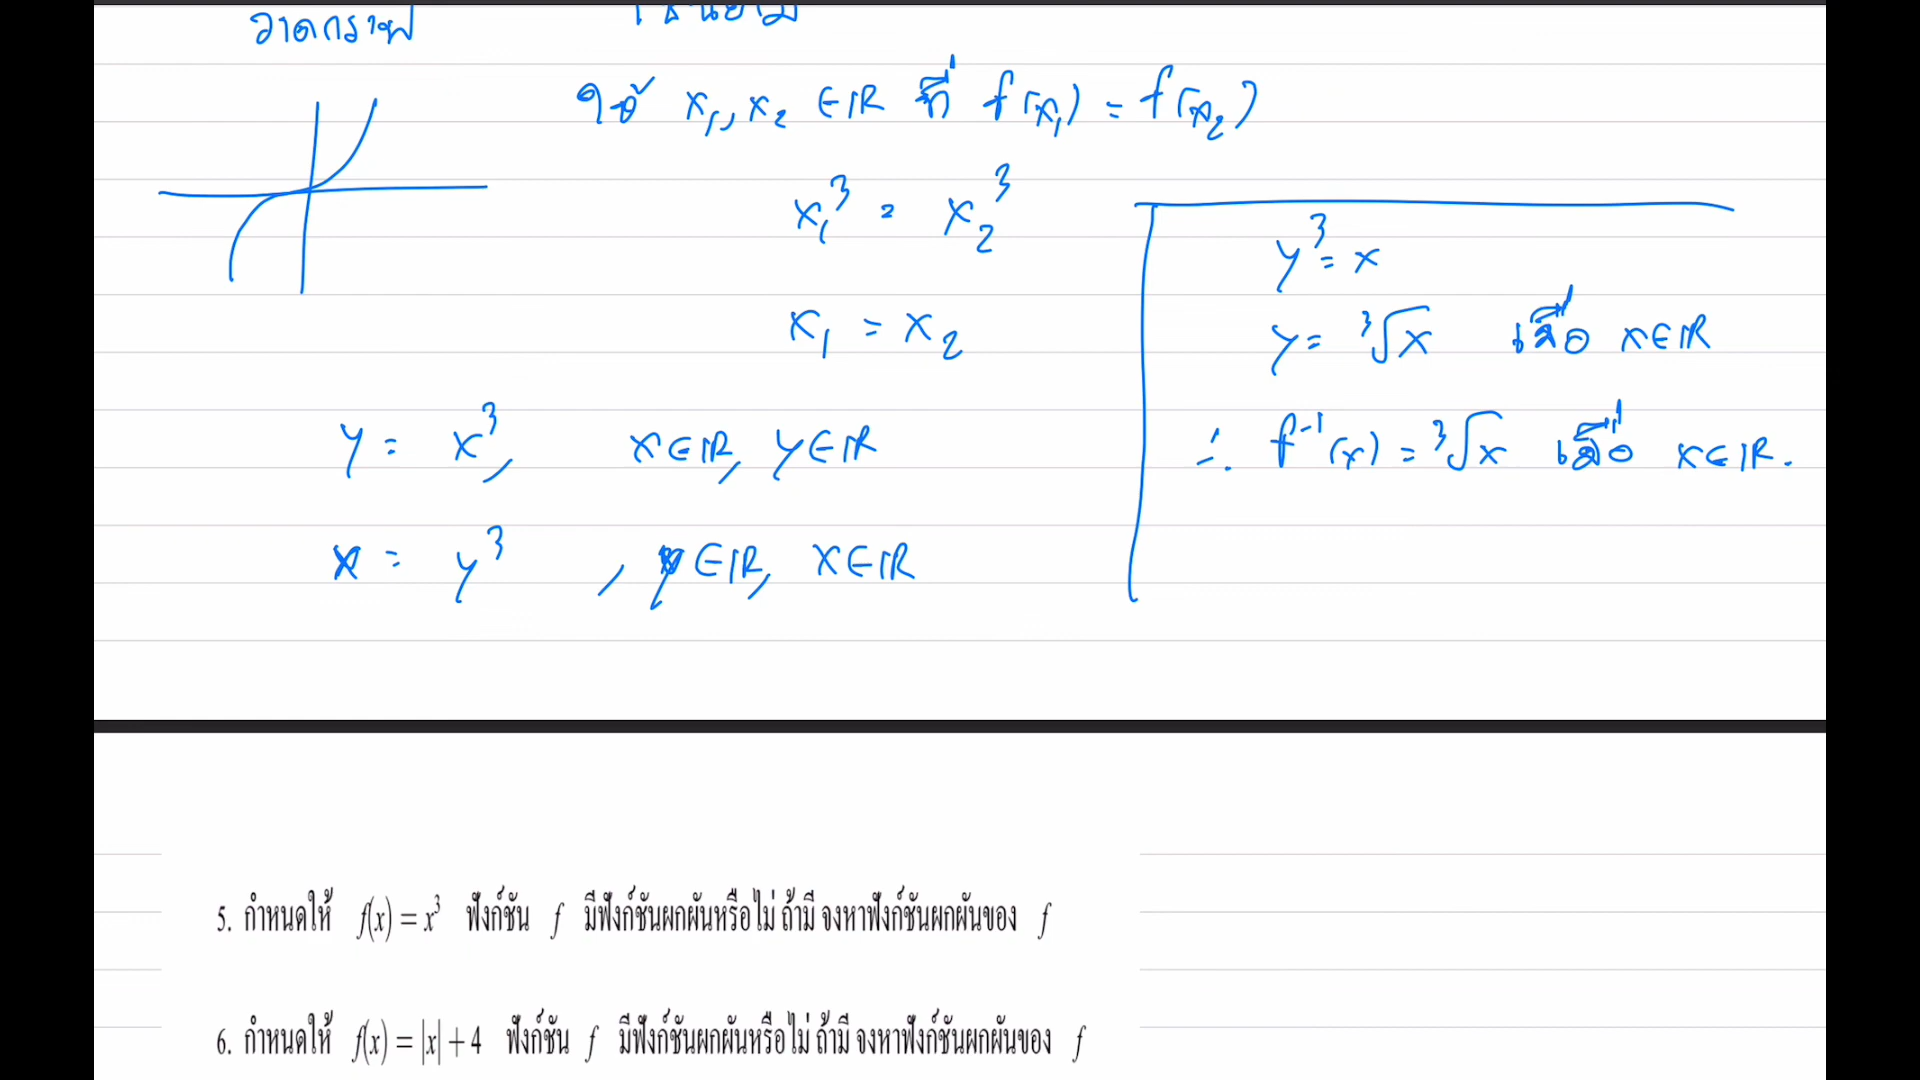 วาดกราฟ
ให้ x₁, x₂ ∈ ℝ ที่ f(x₁) = f(x₂)
x₁³ = x₂³
x₁ = x₂
y = x³, x∈ℝ, y∈ℝ
x = y³ , y∈ℝ, x∈ℝ
y³ = x
y = ³√x เมื่อ x∈ℝ
∴ f⁻¹(x) = ³√x เมื่อ x∈ℝ.
5. กำหนดให้ f(x) = x³ ฟังก์ชัน f มีฟังก์ชันผกผันหรือไม่ ถ้ามี จงหาฟังก์ชันผกผันของ f
6. กำหนดให้ f(x) = |x| + 4 ฟังก์ชัน f มีฟังก์ชันผกผันหรือไม่ ถ้ามี จงหาฟังก์ชันผกผันของ f